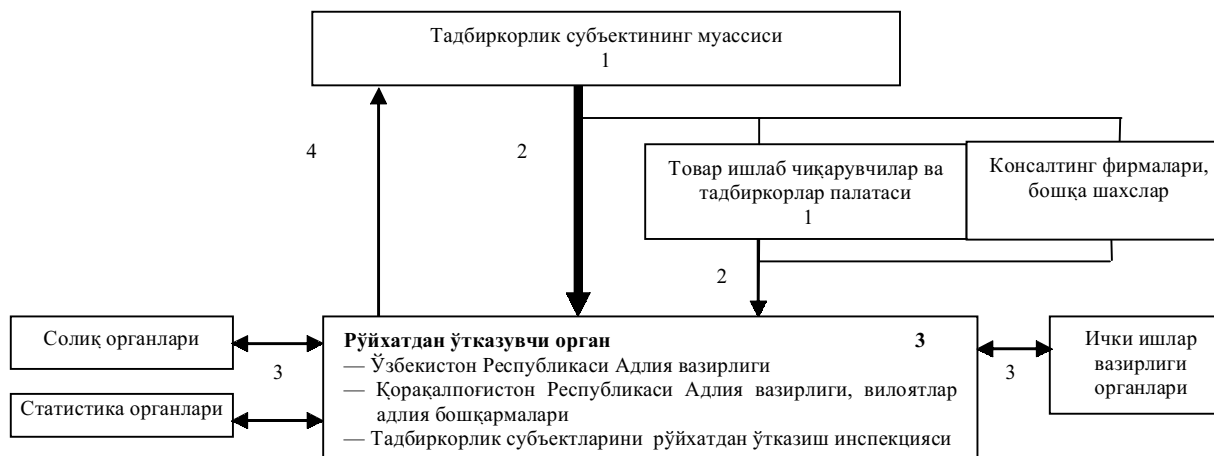 Тадбиркорлик субъектининг муассиси
1
4
2
Товар ишлаб чиқарувчилар ва
тадбиркорлар палатаси
1
Консалтинг фирмалари,
бошқа шахслар
2
Солиқ органлари
3
Статистика органлари
Рўйхатдан ўтказувчи орган 3
— Ўзбекистон Республикаси Адлия вазирлиги
— Қорақалпоғистон Республикаси Адлия вазирлиги, вилоятлар
адлия бошқармалари
— Тадбиркорлик субъектларини рўйхатдан ўтказиш инспекцияси
3
Ички ишлар
вазирлиги
органлари